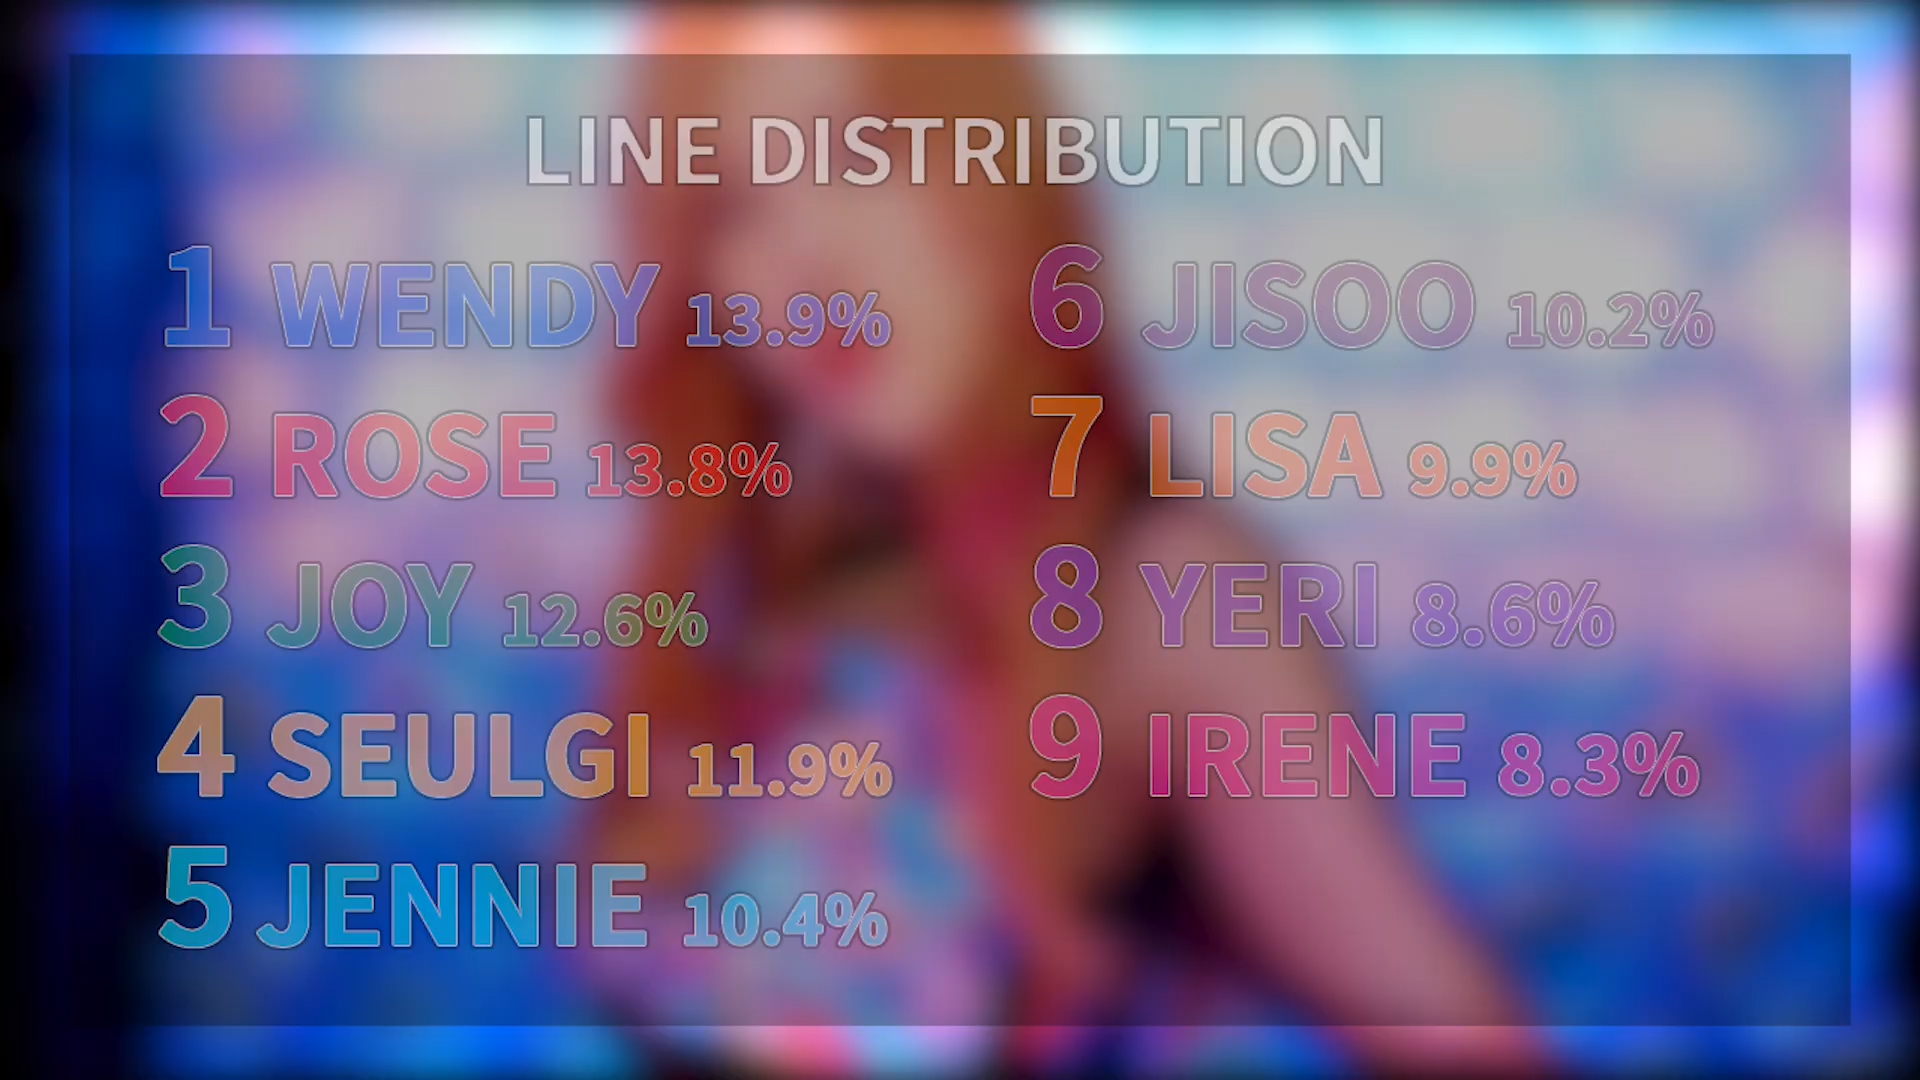 LINE DISTRIBUTION
1 WENDY 13.9%
2 ROSE 13.8%
3 JOY 12.6%
4 SEULGI 11.9%
5 JENNIE 10.4%
6 JISOO 10.2%
7 LISA 9.9%
8 YERI 8.6%
9 IRENE 8.3%